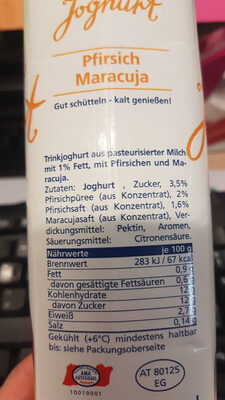 Joghurt
Pfirsich
Maracuja
Gut schütteln - kalt genießen!
Trinkjoghurt aus pasteurisierter Milch
mit 1% Fett, mit Pfirsichen und Ma-
racuja.
Zutaten: Joghurt , Zucker, 3,5%
Pfirsichpüree (aus Konzentrat), 2%
Pfirsichsaft (aus Konzentrat), 1,6%
Maracujasaft (aus Konzentrat), Ver-
dickungsmittel: Pektin, Aromen,
Säuerungsmittel: Citronensäure.
Nährwerte je 100 g
Brennwert 283 kJ / 67 kcal
Fett 0,9 g
davon gesättigte Fettsäuren 0,6 g
Kohlenhydrate 12 g
davon Zucker 12 g
Eiweiß 2,7 g
Salz 0,14 g
Gekühlt (+6°C) mindestens haltbar
bis: siehe Packungsoberseite
AMA
GÜTESIEGEL
10019001
AT 80125
EG